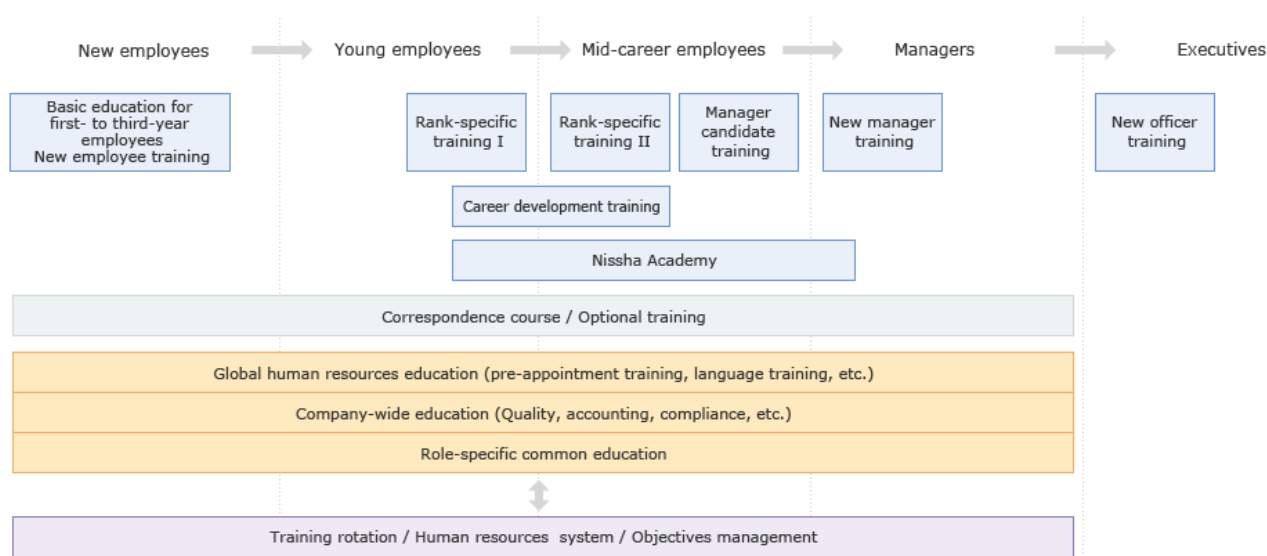 New employees
Young employees
Mid-career employees
Managers
Executives
Basic education for
first- to third-year
employees
New employee training
Rank-specific
training I
Rank-specific
training II
Manager
candidate
training
New manager
training
New officer
training
Career development training
Nissha Academy
Correspondence course / Optional training
Global human resources education (pre-appointment training, language training, etc.)
Company-wide education (Quality, accounting, compliance, etc.)
Role-specific common education
Training rotation / Human resources system / Objectives management